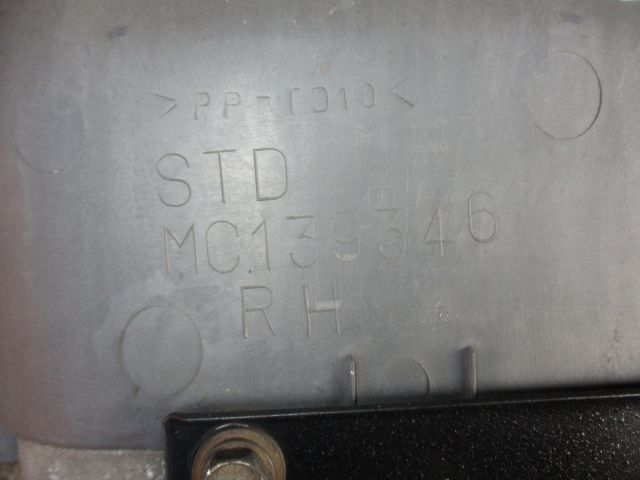 >PP-TD10<
STD
MC139346
RH